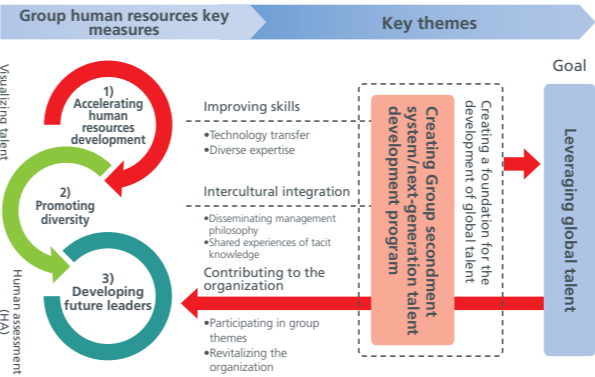 Group human resources key
measures
Key themes
Goal
Visualizing talent
Human assessment
(HA)
1)
Accelerating
human
resources
development
2)
Promoting
diversity
3)
Developing
future leaders
Improving skills
•Technology transfer
•Diverse expertise
Intercultural integration
•Disseminating management
philosophy
•Shared experiences of tacit
knowledge
Contributing to the
organization
•Participating in group
themes
•Revitalizing the
organization
Creating Group secondment
system/next-generation talent
development program
Creating a foundation for the
development of global talent
Leveraging global talent